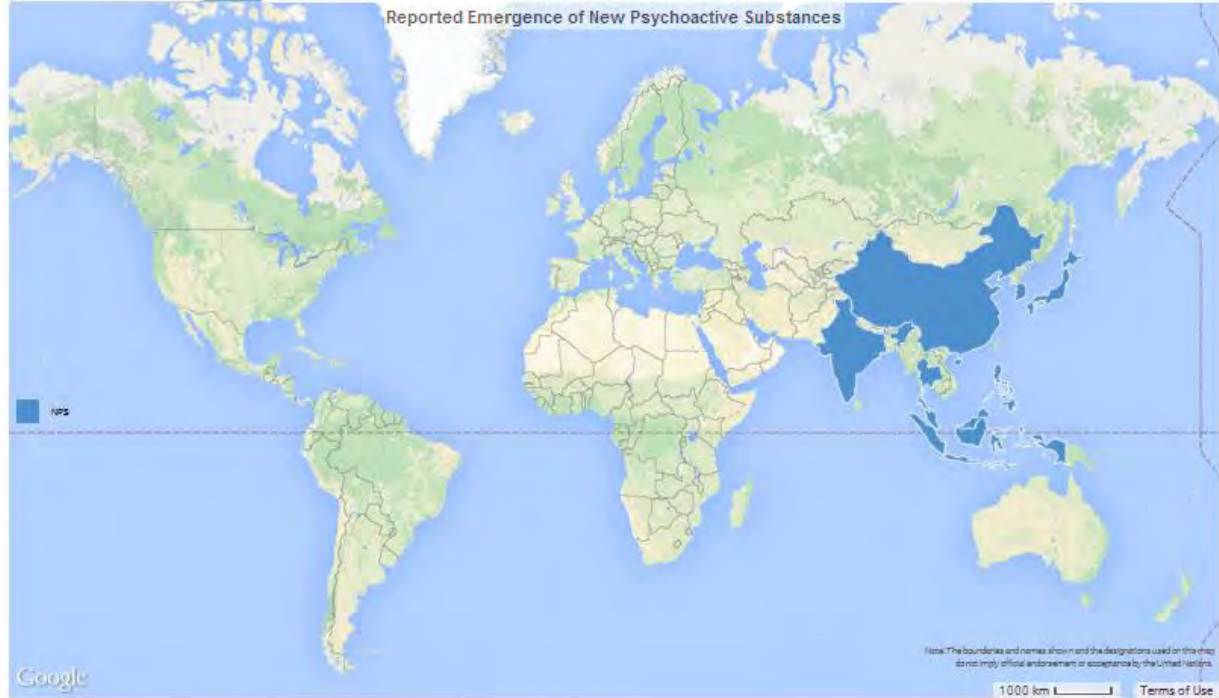 Reported Emergence of New Psychoactive Substances
NPS
Note: The boundaries and names shown and the designations used on this map
do not imply official endorsement or acceptance by the United Nations.
Google
1000 km
Terms of Use